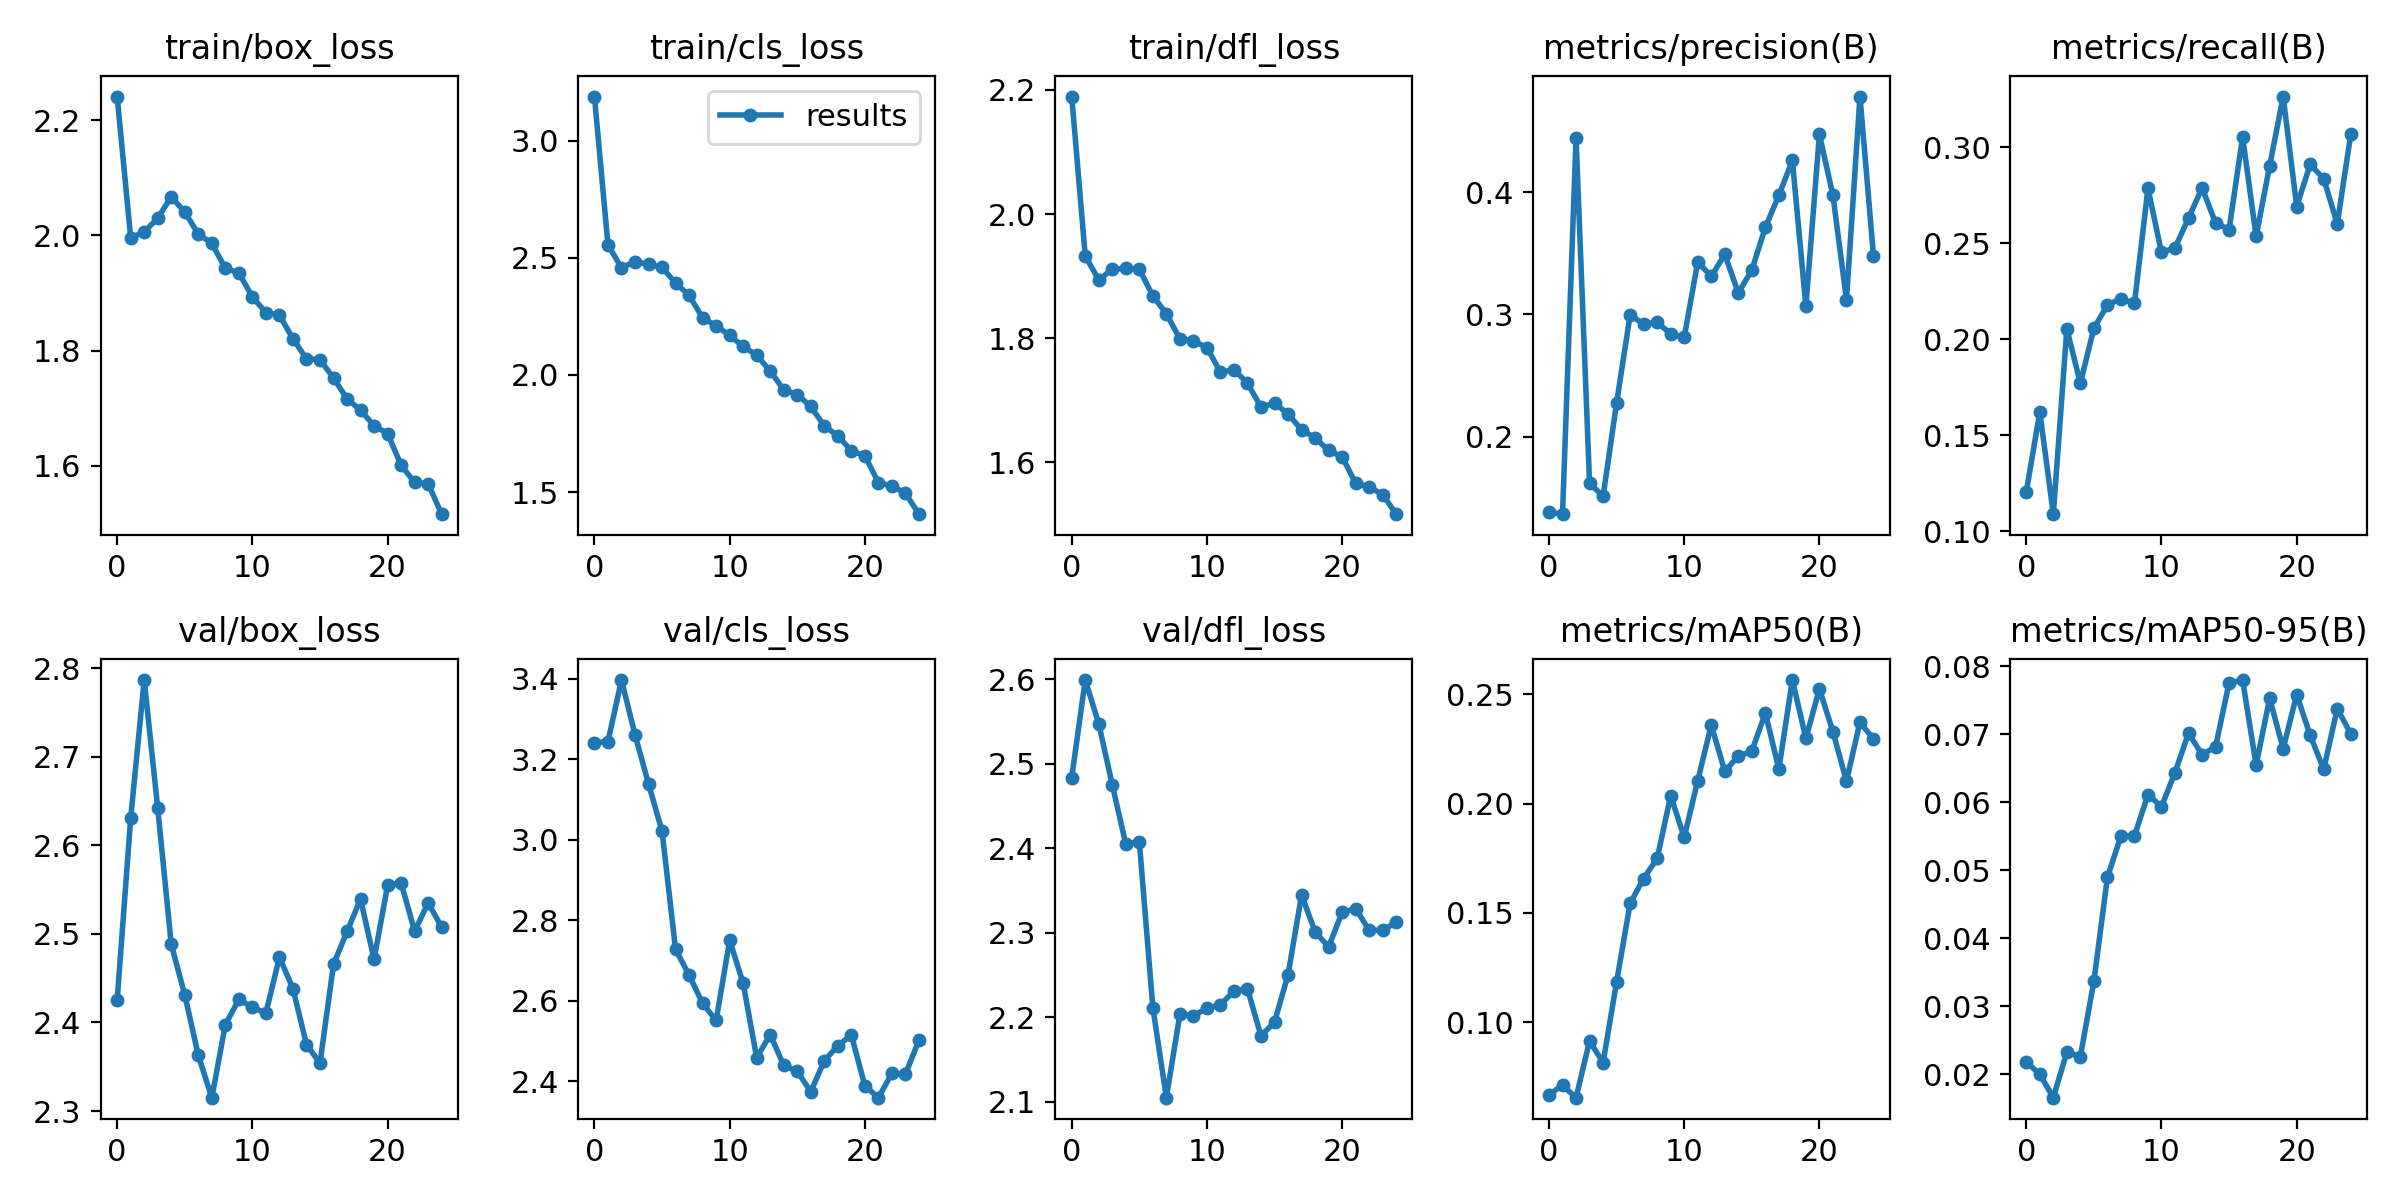 train/box_loss
2.2
2.0
1.8
1.6
0 10 20
train/cls_loss
results
3.0
2.5
2.0
1.5
0 10 20
train/dfl_loss
2.2
2.0
1.8
1.6
0 10 20
metrics/precision(B)
0.4
0.3
0.2
0 10 20
metrics/recall(B)
0.30
0.25
0.20
0.15
0.10
0 10 20
val/box_loss
2.8
2.7
2.6
2.5
2.4
2.3
0 10 20
val/cls_loss
3.4
3.2
3.0
2.8
2.6
2.4
0 10 20
val/dfl_loss
2.6
2.5
2.4
2.3
2.2
2.1
0 10 20
metrics/mAP50(B)
0.25
0.20
0.15
0.10
0 10 20
metrics/mAP50-95(B)
0.08
0.07
0.06
0.05
0.04
0.03
0.02
0 10 20